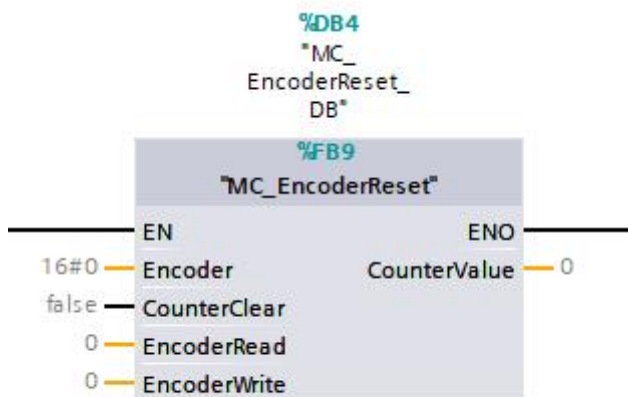 %DB4
"MC_
EncoderReset_
DB"
%FB9
"MC_EncoderReset"
EN ENO
16#0 Encoder CounterValue 0
false CounterClear
0 EncoderRead
0 EncoderWrite